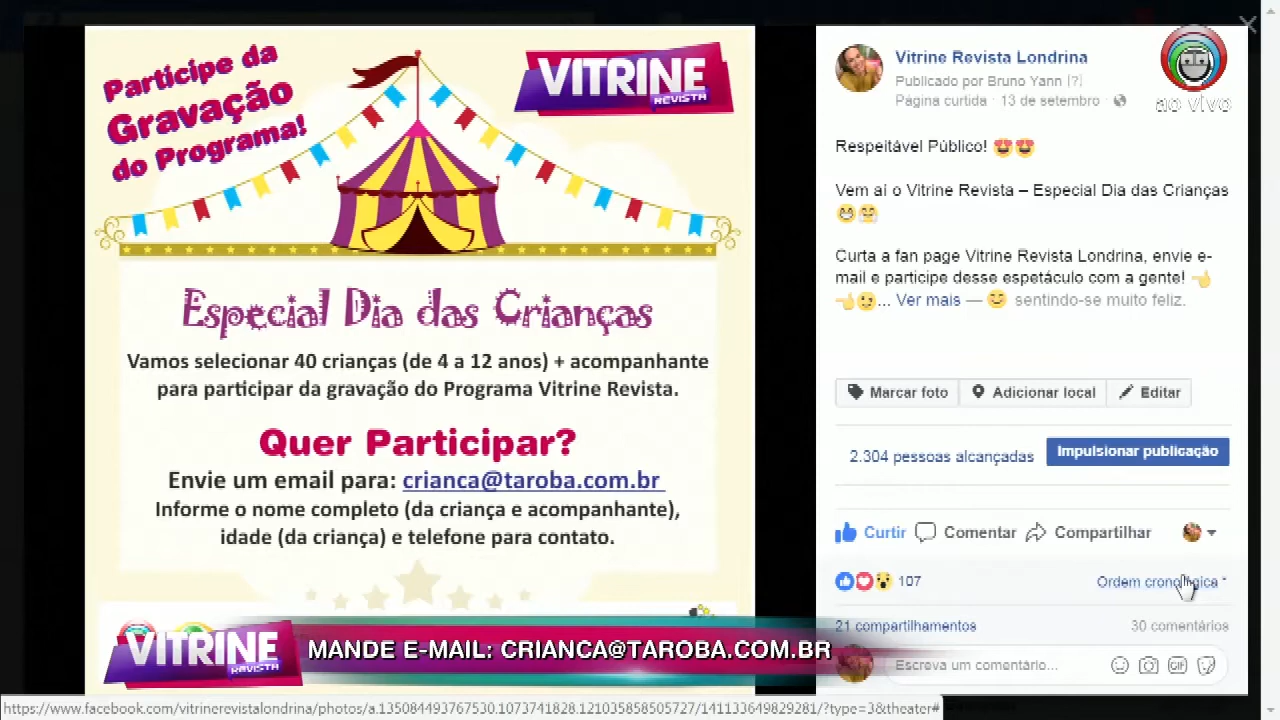 Participe da
Gravação
do Programa!
VITRINE
REVISTA
Especial Dia das Crianças
Vamos selecionar 40 crianças (de 4 a 12 anos) + acompanhante
para participar da gravação do Programa Vitrine Revista.
Quer Participar?
Envie um email para: crianca@taroba.com.br
Informe o nome completo (da criança e acompanhante),
idade (da criança) e telefone para contato.
Vitrine Revista Londrina
Publicado por Bruno Yann [?]
Página curtida · 13 de setembro
ao vivo
Respeitável Público! 😍😍
Vem aí o Vitrine Revista – Especial Dia das Crianças
Curta a fan page Vitrine Revista Londrina, envie e-
mail e participe desse espetáculo com a gente!
... Ver mais — sentindo-se muito feliz.
Marcar foto Adicionar local Editar
2.304 pessoas alcançadas Impulsionar publicação
Curtir Comentar Compartilhar
107 Ordem cronológica
21 compartilhamentos 30 comentários
Escreva um comentário...
GIF
VITRINE
REVISTA
MANDE E-MAIL: CRIANCA@TAROBA.COM.BR
https://www.facebook.com/vitrinerevistalondrina/photos/a.135084493767530.1073741828.121035858505727/141133649829281/?type=3&theater#